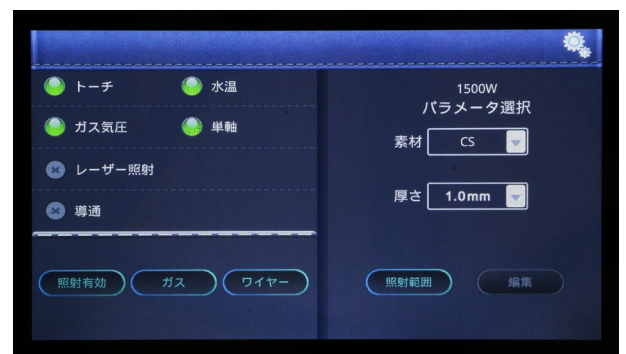 トーチ
水温
ガス気圧
単軸
レーザー照射
導通
照射有効
ガス
ワイヤー
1500W
パラメータ選択
素材 CS
厚さ 1.0mm
照射範囲
編集